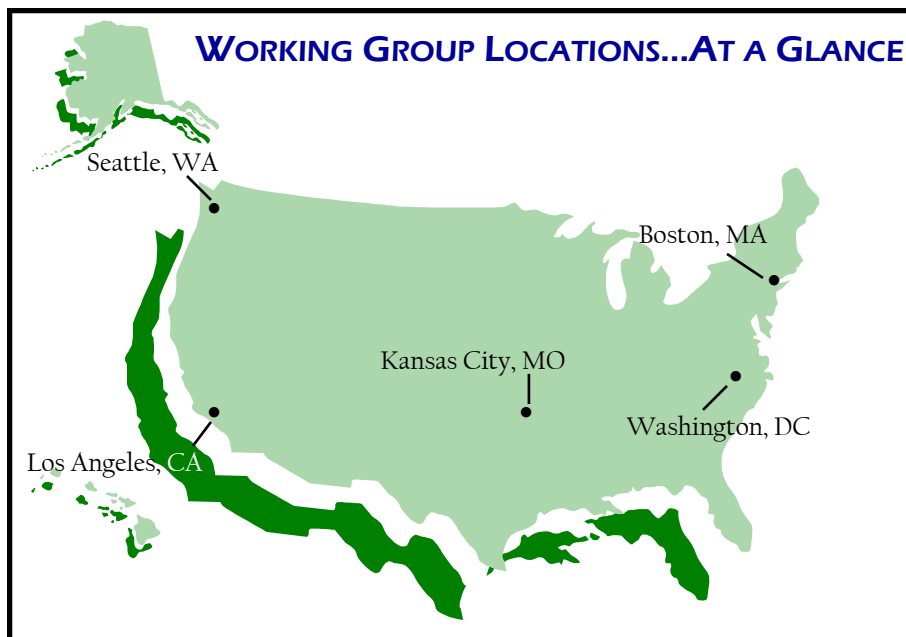 WORKING GROUP LOCATIONS...AT A GLANCE
Seattle, WA
Boston, MA
Kansas City, MO
Washington, DC
Los Angeles, CA